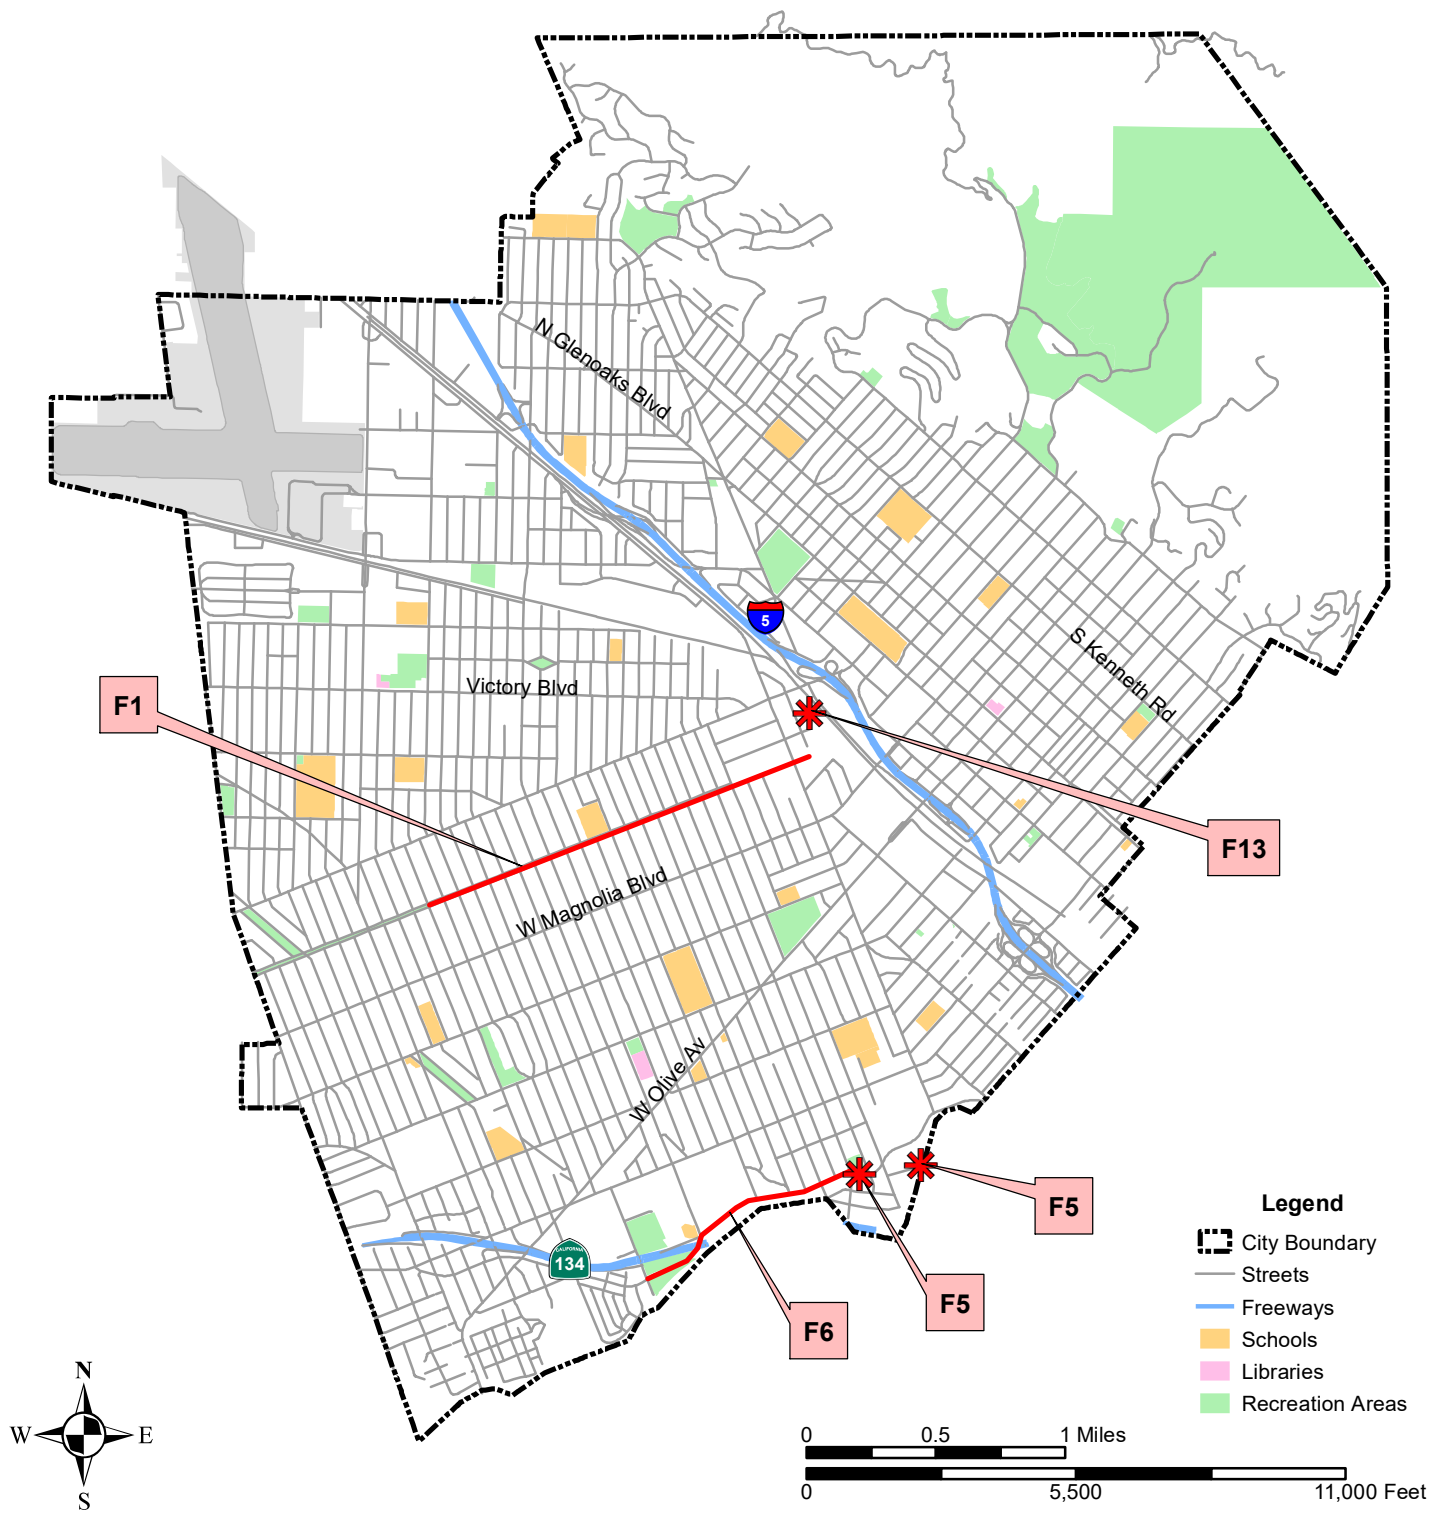 N Glenoaks Blvd
5
S Kenneth Rd
Victory Blvd
F1
F13
W Magnolia Blvd
W Olive Av
F5
F5
F6
CALIFORNIA
134
Legend
City Boundary
Streets
Freeways
Schools
Libraries
Recreation Areas
N
W E
S
0 0.5 1 Miles
0 5,500 11,000 Feet